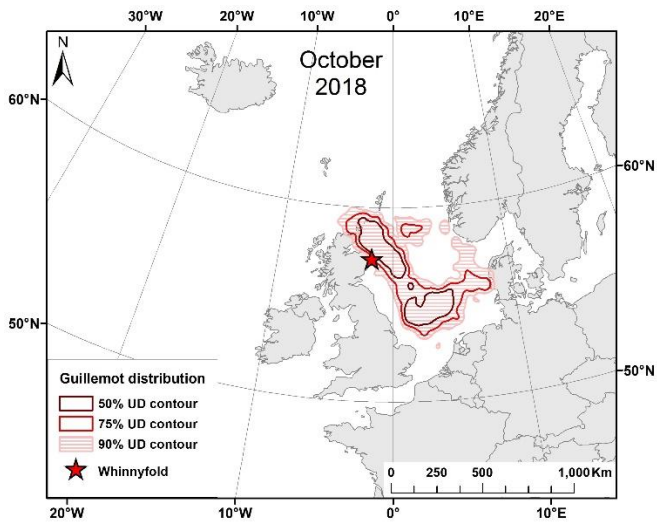 30°W 20°W 10°W 0° 10°E 20°E
N
October
2018
60°N
60°N
50°N
50°N
Guillemot distribution
50% UD contour
75% UD contour
90% UD contour
Whinnyfold
0 250 500 1,000 Km
20°W 10°W 0° 10°E